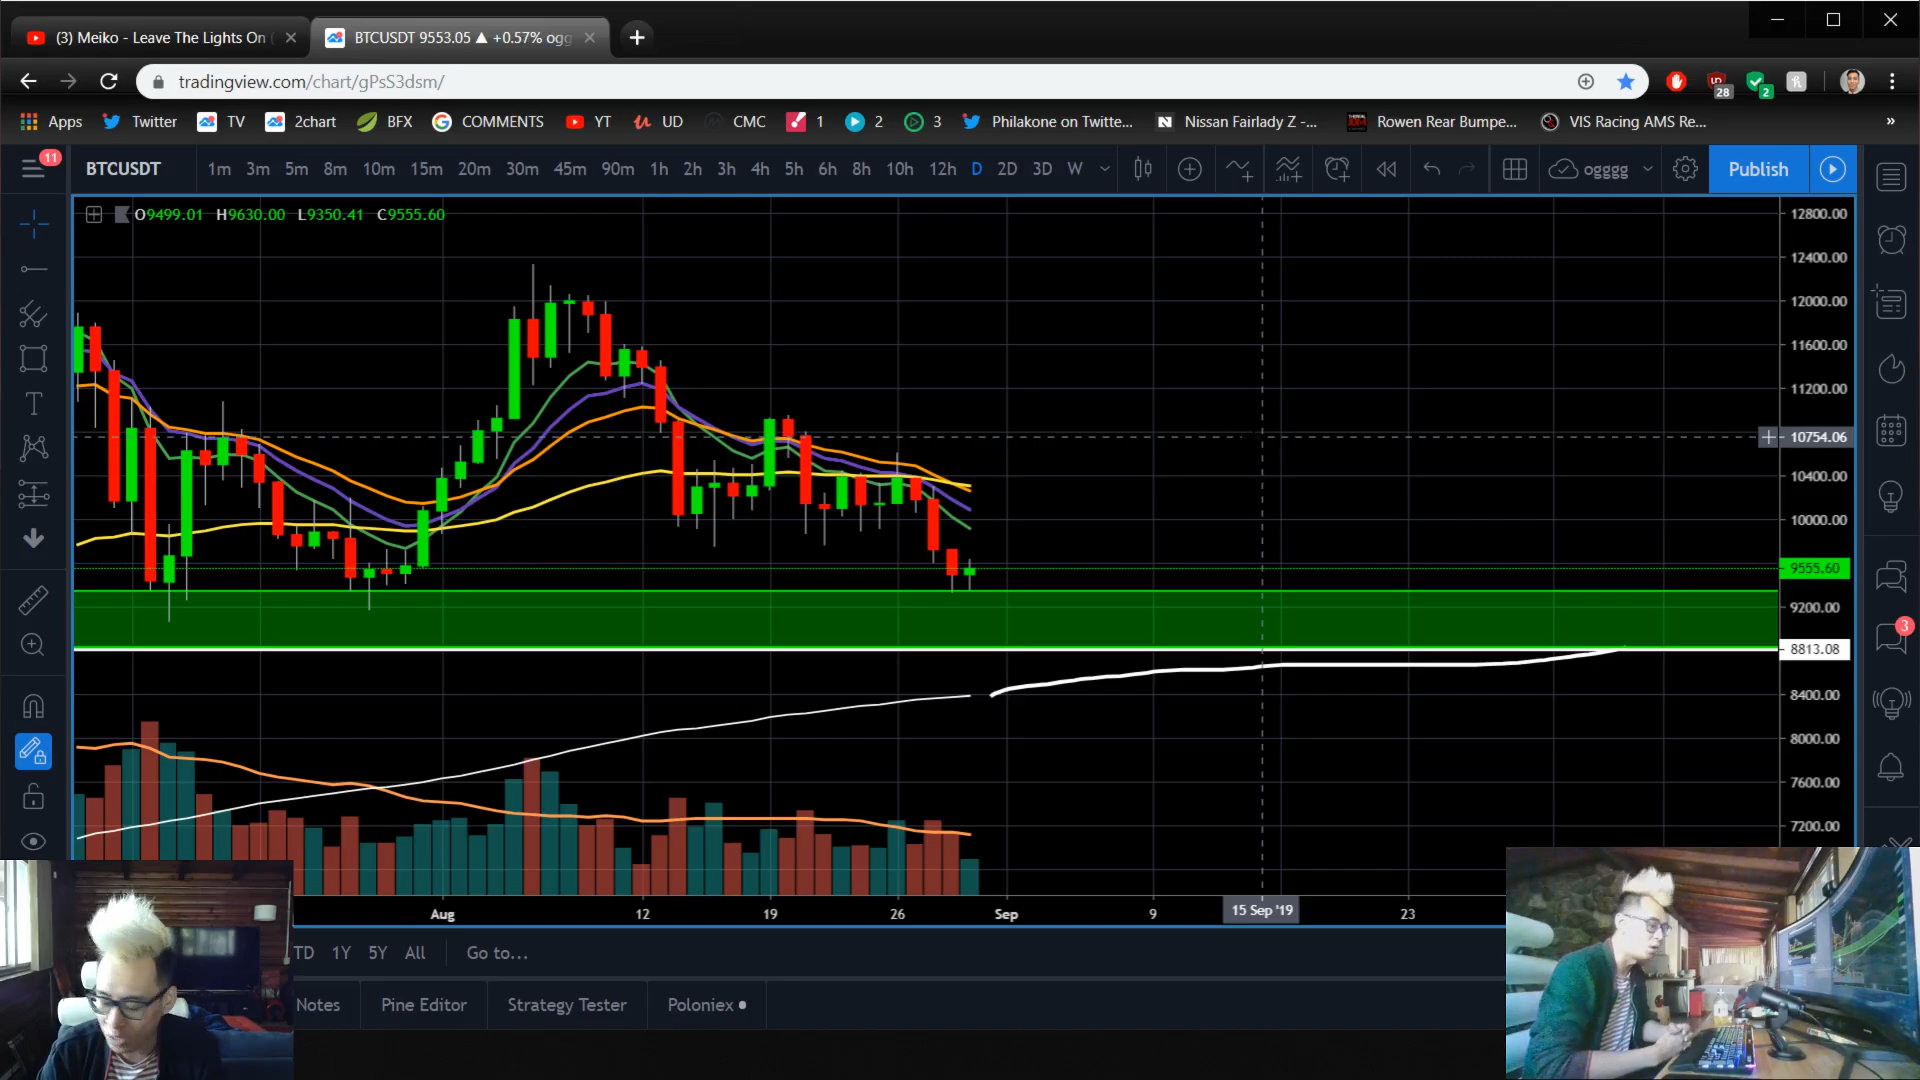 (3) Meiko - Leave The Lights On (
BTCUSDT 9553.05 ▲ +0.57% ogg
tradingview.com/chart/gPsS3dsm/
28
2
Apps
Twitter
TV
2chart
BFX
COMMENTS
YT
UD
CMC
1
2
3
Philakone on Twitte...
Nissan Fairlady Z -...
Rowen Rear Bumpe...
VIS Racing AMS Re...
»
11
BTCUSDT
1m 3m 5m 8m 10m 15m 20m 30m 45m 90m 1h 2h 3h 4h 5h 6h 8h 10h 12h D 2D 3D W
ogggg
Publish
O9499.01 H9630.00 L9350.41 C9555.60
12800.00
12400.00
12000.00
11600.00
11200.00
10754.06
10400.00
10000.00
9555.60
9200.00
8813.08
8400.00
8000.00
7600.00
7200.00
3
Aug
12
19
26
Sep
9
15 Sep '19
23
TD 1Y 5Y All
Go to...
Notes
Pine Editor
Strategy Tester
Poloniex